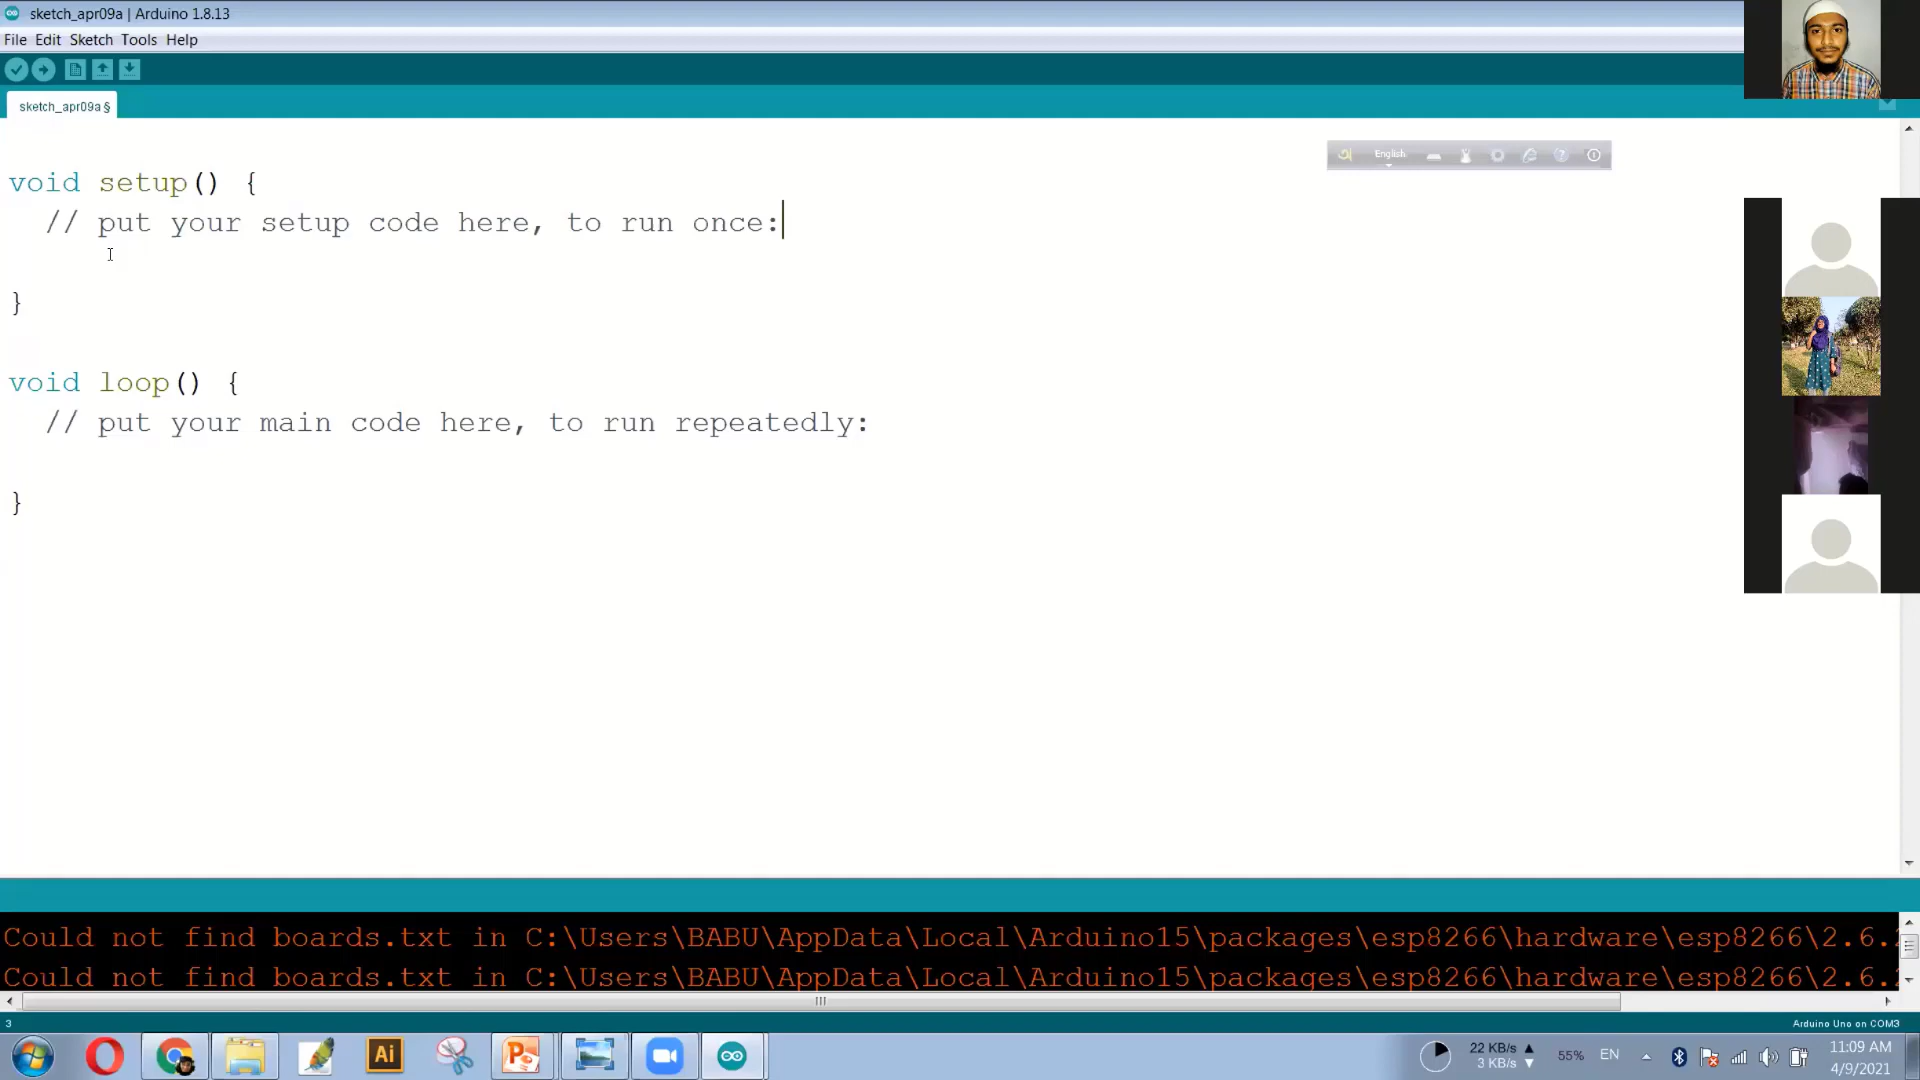 sketch_apr09a | Arduino 1.8.13
File Edit Sketch Tools Help
sketch_apr09a §
English
void setup() {
// put your setup code here, to run once:
}
void loop() {
// put your main code here, to run repeatedly:
}
Could not find boards.txt in C:\Users\BABU\AppData\Local\Arduino15\packages\esp8266\hardware\esp8266\2.6.
Could not find boards.txt in C:\Users\BABU\AppData\Local\Arduino15\packages\esp8266\hardware\esp8266\2.6.
3
Arduino Uno on COM3
Ai
22 KB/s
3 KB/s
55%
EN
11:09 AM
4/9/2021